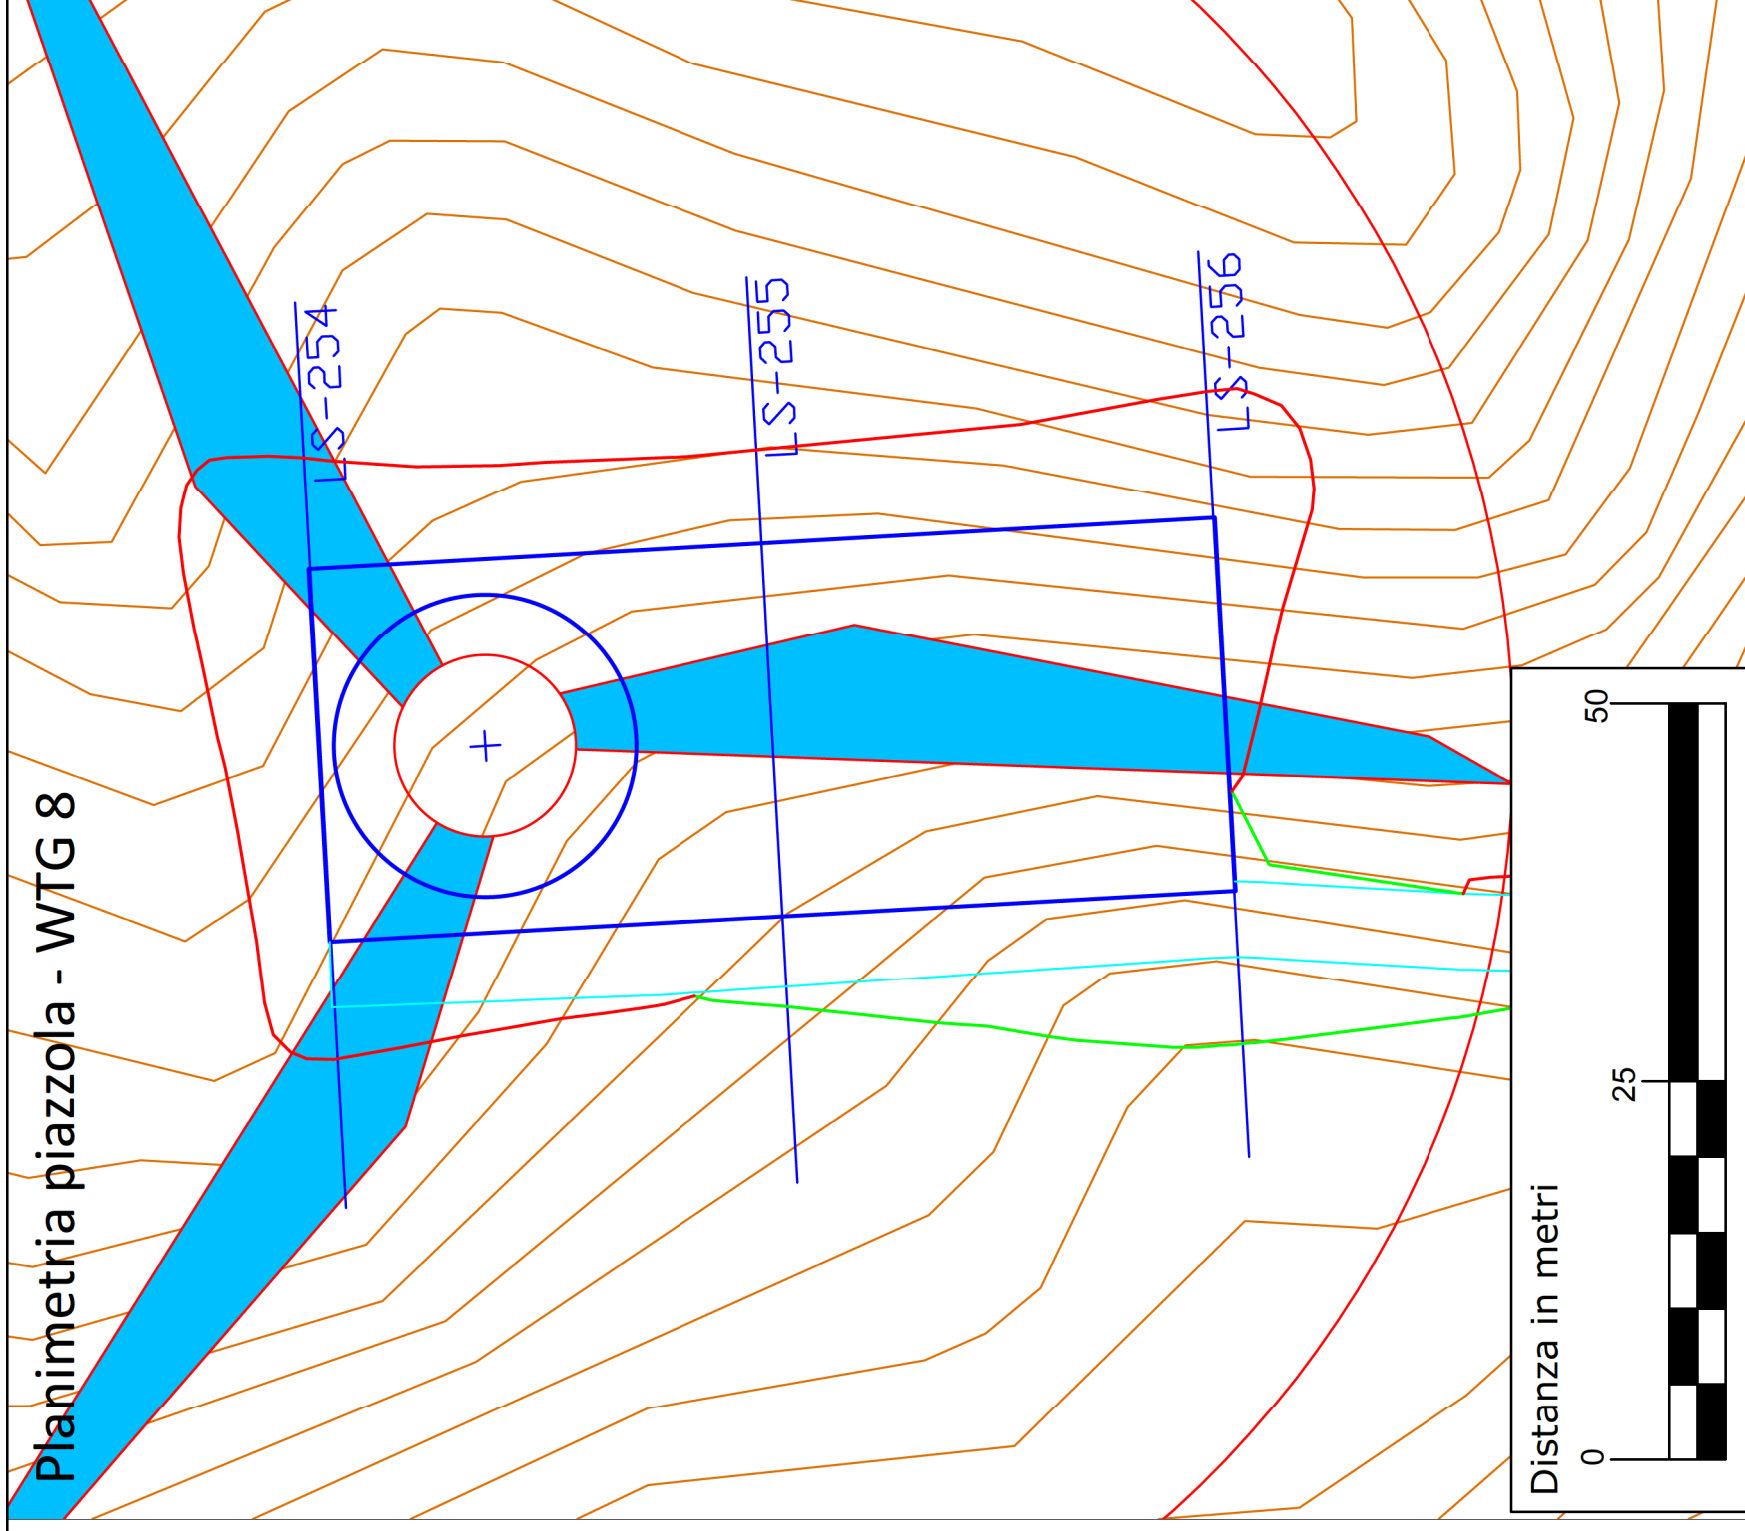 Planimetria piazzola - WTG 8
LS-254
LS-255
LS-256
Distanza in metri
0
25
50